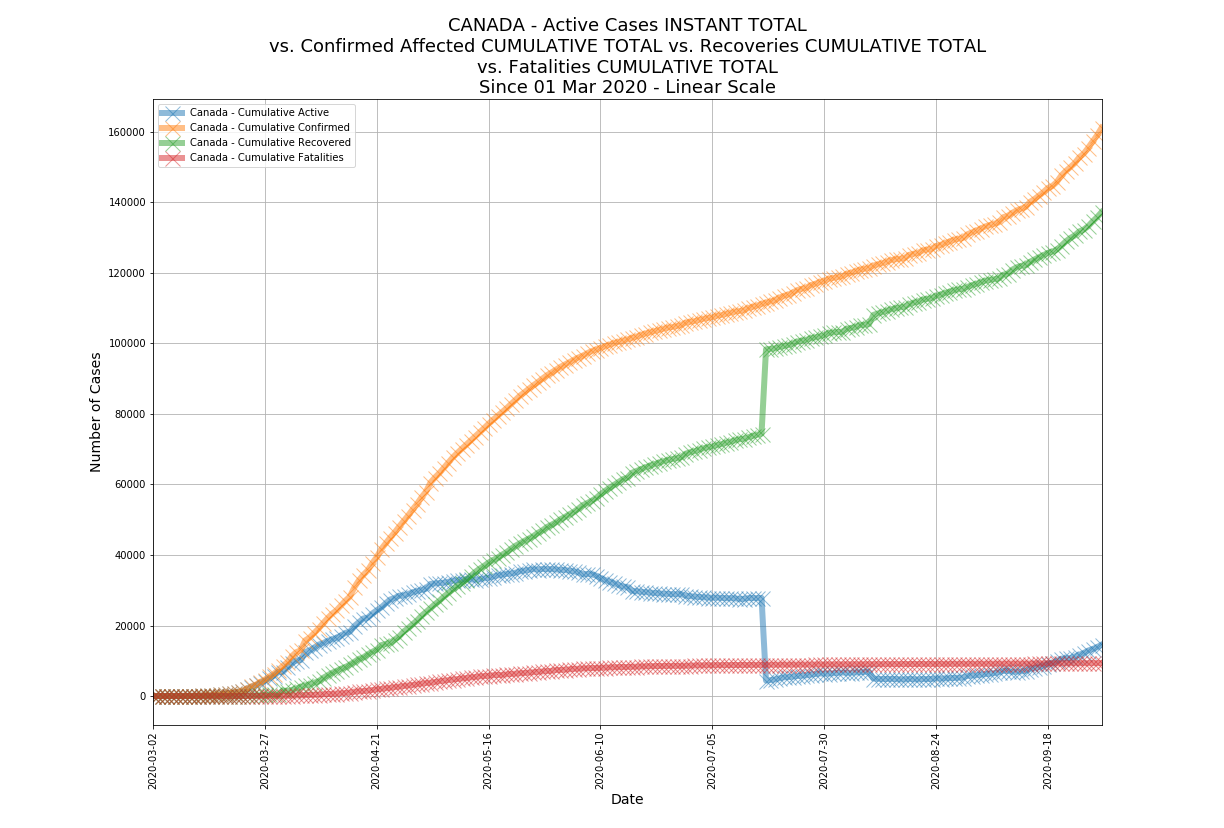 CANADA - Active Cases INSTANT TOTAL
vs. Confirmed Affected CUMULATIVE TOTAL vs. Recoveries CUMULATIVE TOTAL
vs. Fatalities CUMULATIVE TOTAL
Since 01 Mar 2020 - Linear Scale
Canada - Cumulative Active
Canada - Cumulative Confirmed
Canada - Cumulative Recovered
Canada - Cumulative Fatalities
Number of Cases
160000
140000
120000
100000
80000
60000
40000
20000
0
2020-03-02
2020-03-27
2020-04-21
2020-05-16
2020-06-10
2020-07-05
2020-07-30
2020-08-24
2020-09-18
Date